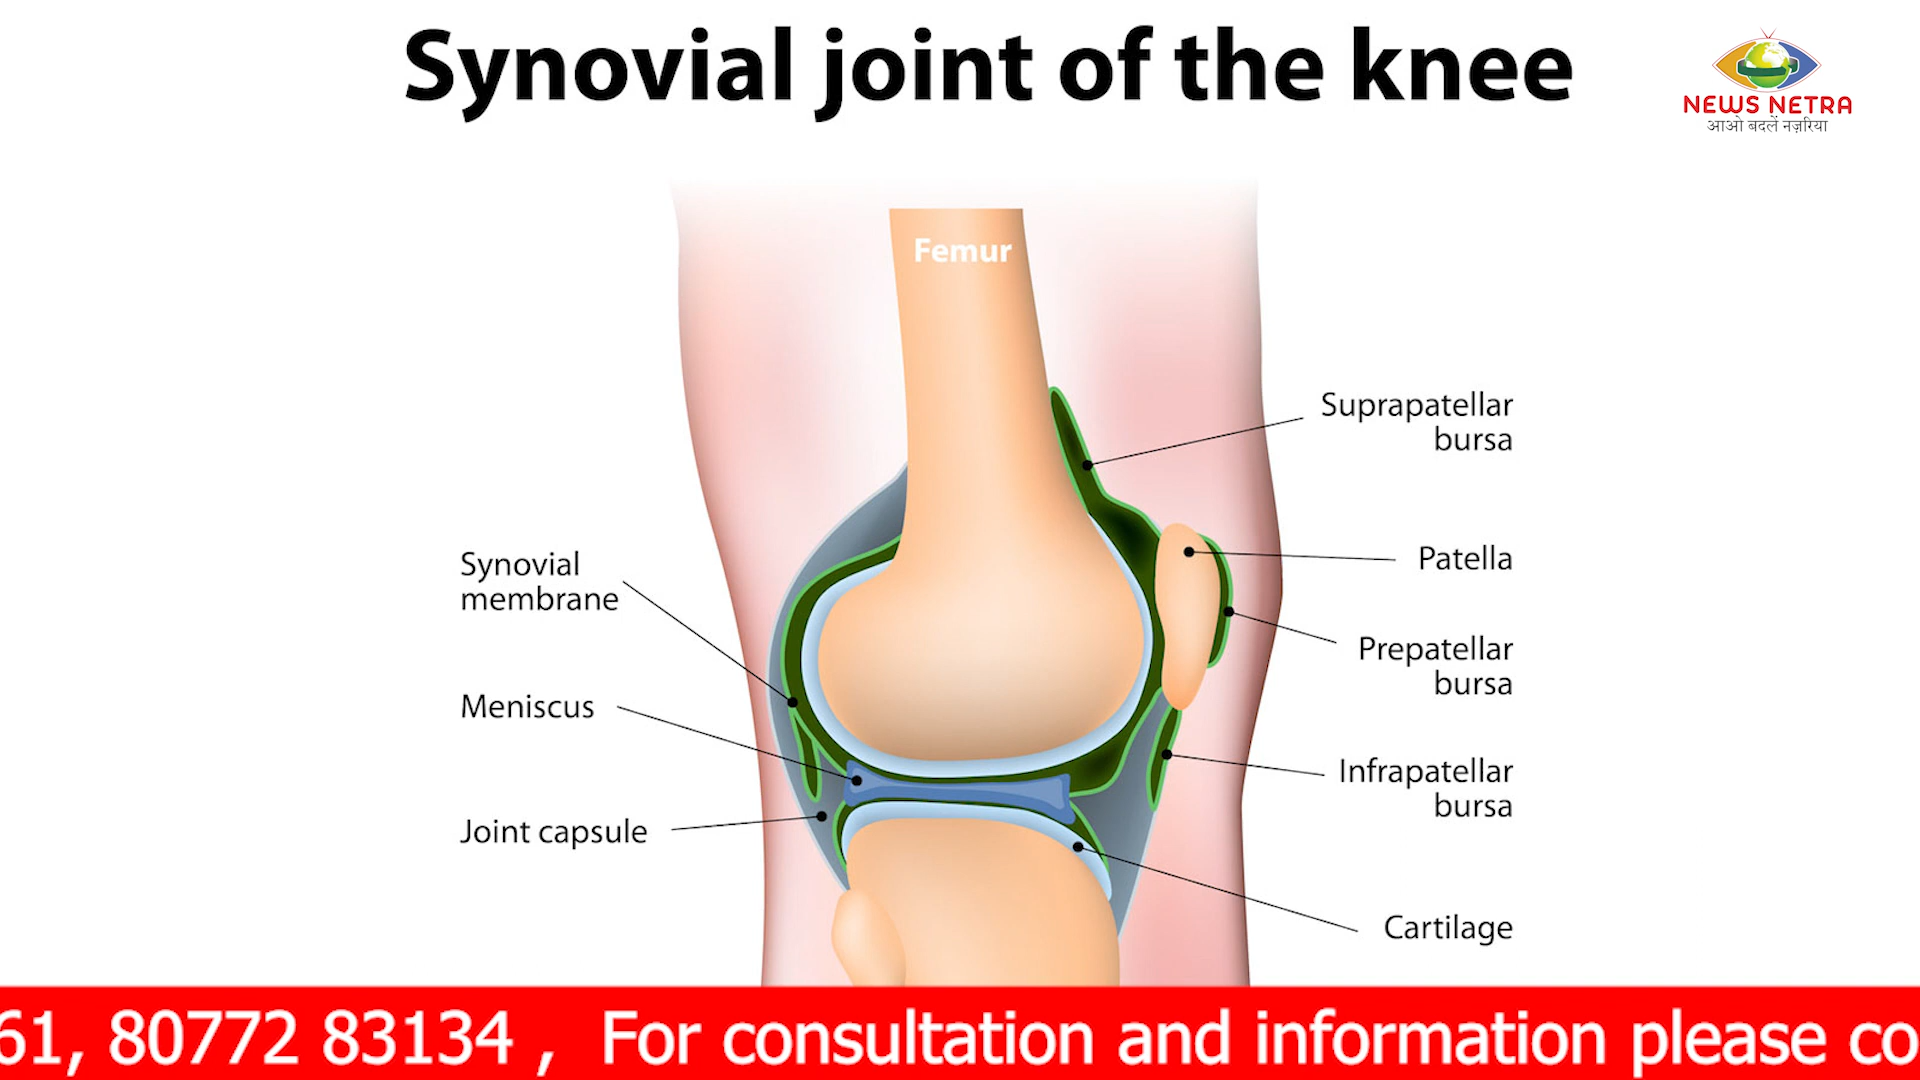 Synovial joint of the knee
NEWS NETRA
आओ बदलें नज़रिया
Femur
Suprapatellar
bursa
Patella
Prepatellar
bursa
Infrapatellar
bursa
Cartilage
Synovial
membrane
Meniscus
Joint capsule
61, 80772 83134 , For consultation and information please co